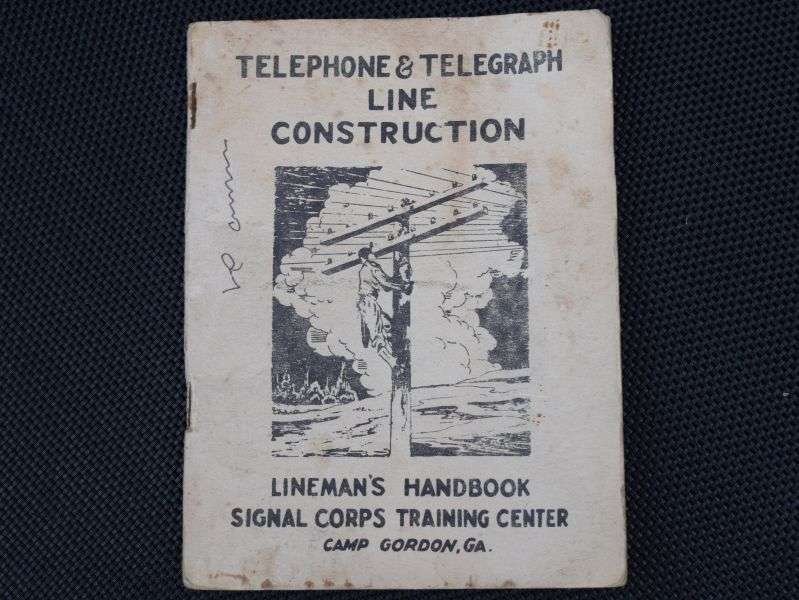 TELEPHONE & TELEGRAPH
LINE
CONSTRUCTION
LINEMAN'S HANDBOOK
SIGNAL CORPS TRAINING CENTER
CAMP GORDON, GA.